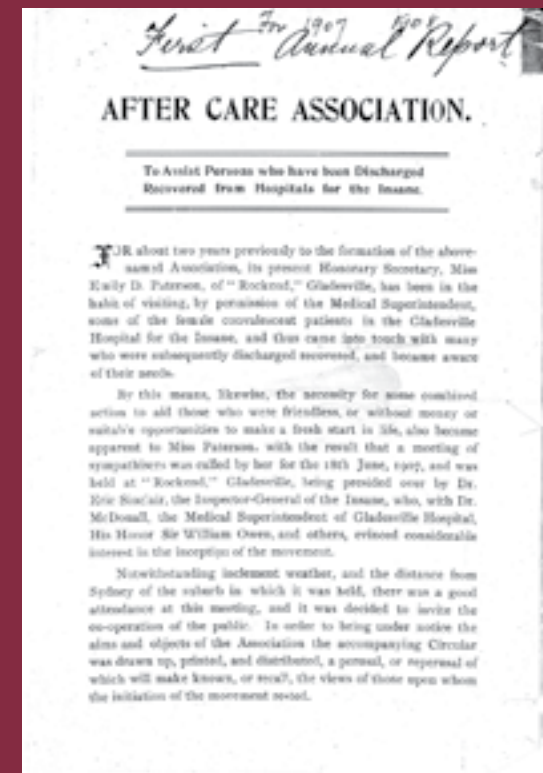 First For 1907 Annual Report
AFTER CARE ASSOCIATION.
To Assist Persons who have been Discharged
Recovered from Hospitals for the Insane.
FOR about two years previously to the formation of the above-
named Association, its present Honorary Secretary, Miss
Emily D. Paterson, of "Rockend," Gladesville, has been in the
habit of visiting, by permission of the Medical Superintendent,
some of the female convalescent patients in the Gladesville
Hospital for the Insane, and thus came into touch with many
who were subsequently discharged recovered, and became aware
of their needs.
By this means, likewise, the necessity for some combined
action to aid those who were friendless, or without money or
suitable opportunities to make a fresh start in life, also became
apparent to Miss Paterson, with the result that a meeting of
sympathisers was called by her for the 18th June, 1907, and was
held at "Rockend," Gladesville, being presided over by Dr.
Eric Sinclair, the Inspector-General of the Insane, who, with Dr.
McDouall, the Medical Superintendent of Gladesville Hospital,
His Honor Sir William Owen, and others, evinced considerable
interest in the inception of the movement.
Notwithstanding inclement weather, and the distance from
Sydney of the suburb in which it was held, there was a good
attendance at this meeting, and it was decided to invite the
co-operation of the public. In order to bring under notice the
aims and objects of the Association the accompanying Circular
was drawn up, printed, and distributed, a perusal, or reperusal of
which will make known, or recall, the views of those upon whom
the initiation of the movement rested.